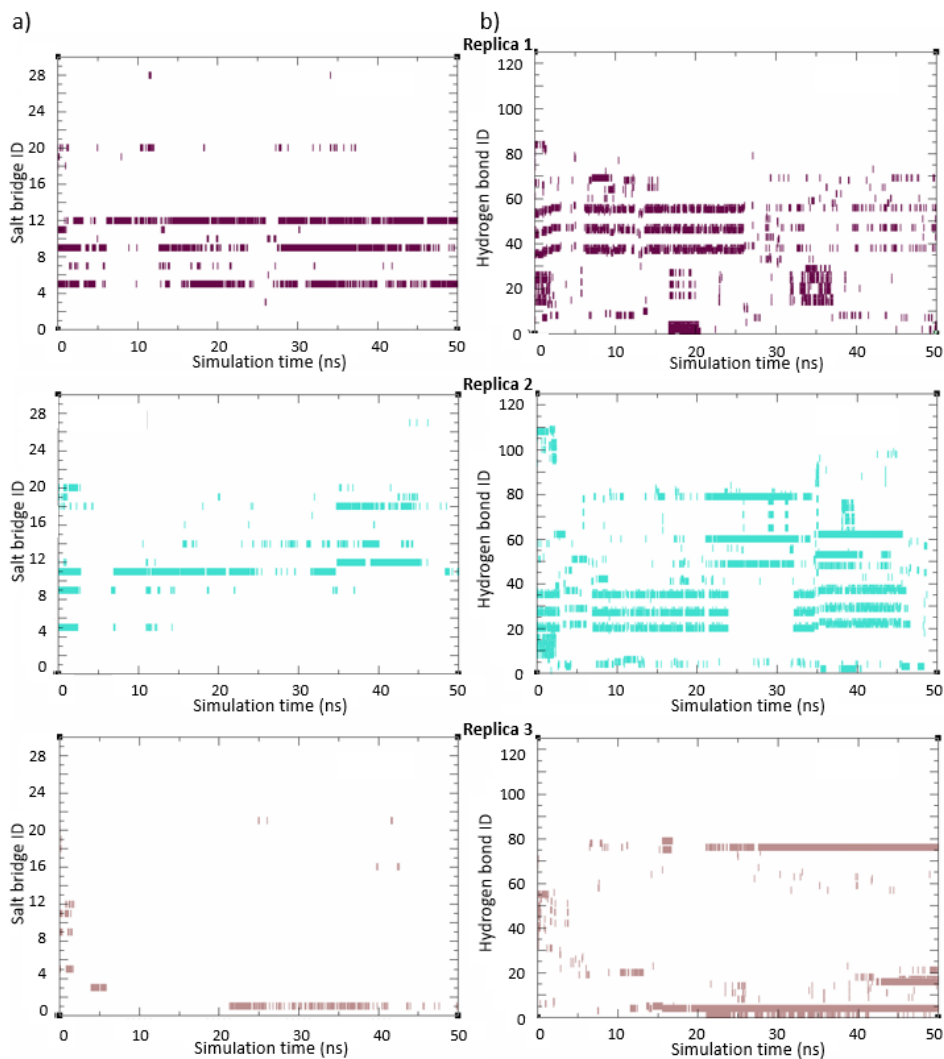 a)
b)
Replica 1
28
24
20
16
12
8
4
0
Salt bridge ID
0 10 20 30 40 50
Simulation time (ns)
120
100
80
60
40
20
0
Hydrogen bond ID
0 10 20 30 40 50
Simulation time (ns)
Replica 2
28
24
20
16
12
8
4
0
Salt bridge ID
0 10 20 30 40 50
Simulation time (ns)
120
100
80
60
40
20
0
Hydrogen bond ID
0 10 20 30 40 50
Simulation time (ns)
Replica 3
28
24
20
16
12
8
4
0
Salt bridge ID
0 10 20 30 40 50
Simulation time (ns)
120
100
80
60
40
20
0
Hydrogen bond ID
0 10 20 30 40 50
Simulation time (ns)